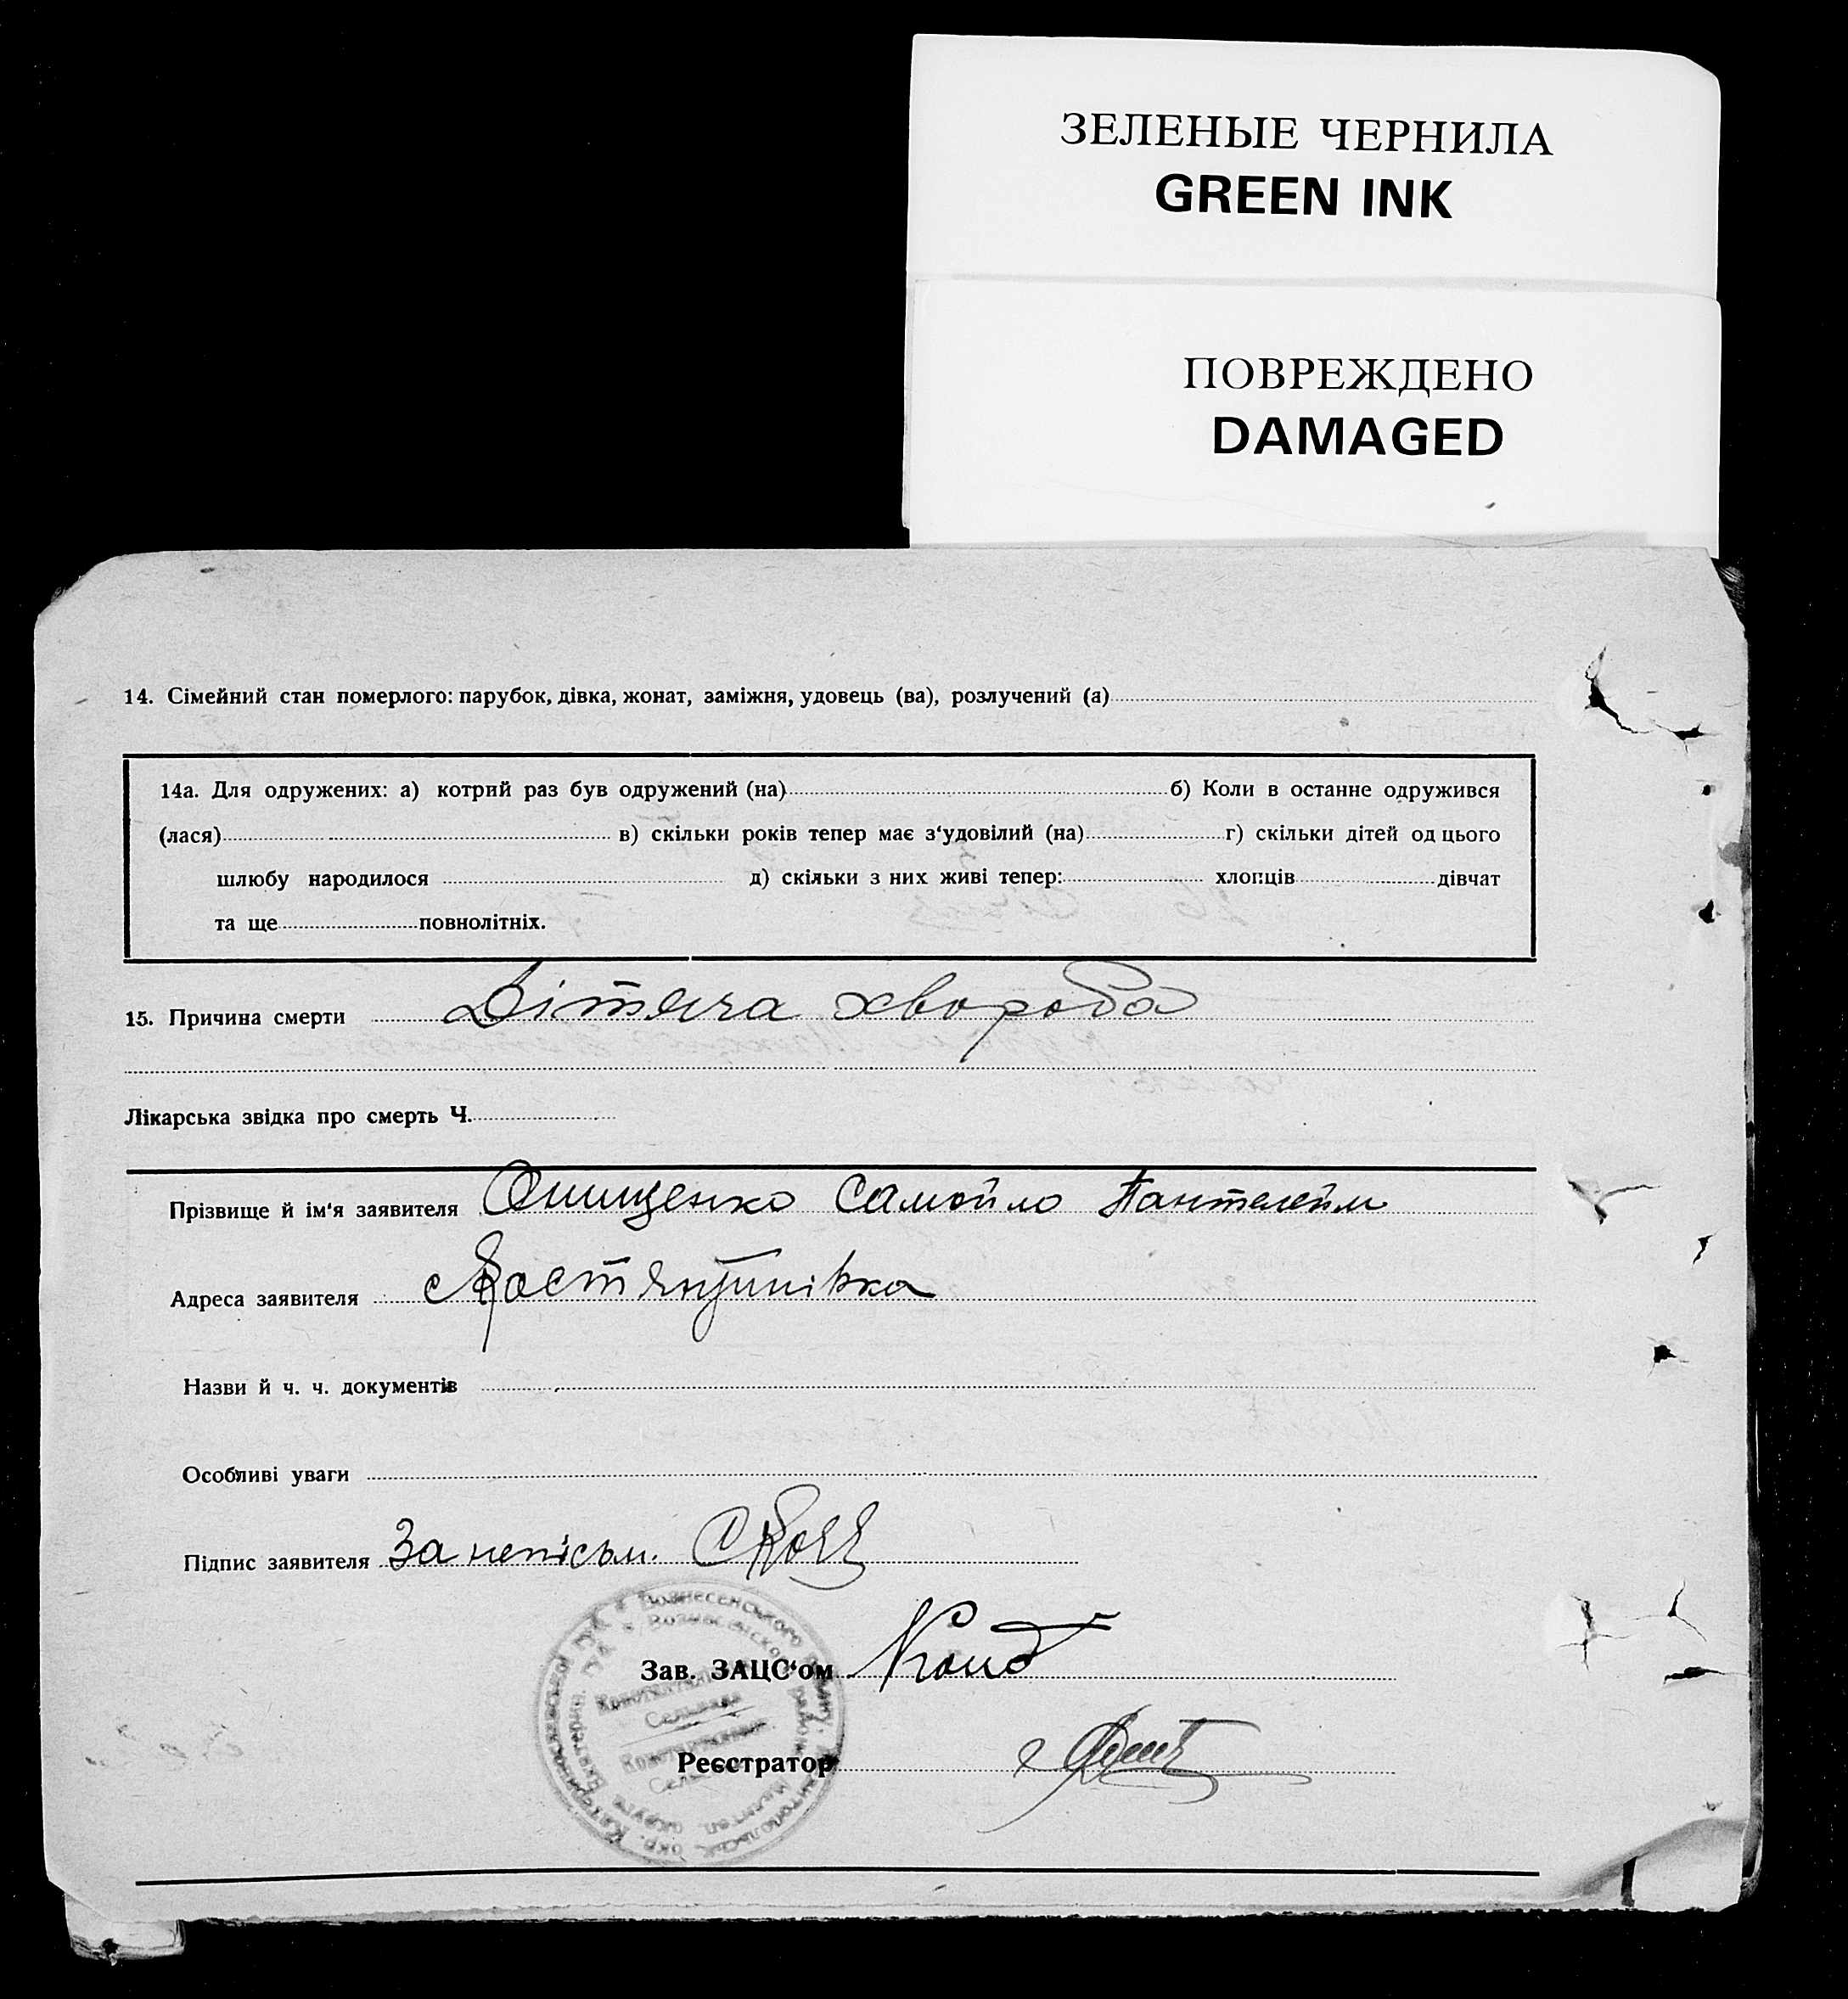 ЗЕЛЕНЫЕ ЧЕРНИЛА
GREEN INK
ПОВРЕЖДЕНО
DAMAGED
14. Сімейний стан померлого: парубок, дівка, жонат, заміжня, удовець (ва), розлучений (а)
14а. Для одружених: а) котрий раз був одружений (на) б) Коли в останнє одружився
(лася) в) скільки років тепер має з'удовілий (на) г) скільки дітей од цього
шлюбу народилося д) скільки з них живі тепер: хлопців дівчат
та ще повнолітніх.
15. Причина смерти Дітяча хвороба
Лікарська звідка про смерть Ч.
Прізвище й ім'я заявителя Онищенко Самойло Пантелейм
Адреса заявителя с Костянтинівка
Назви й ч. ч. документів
Особливі уваги
Підпис заявителя За непісьм.
Зав. ЗАЦС'ом
Реєстратор